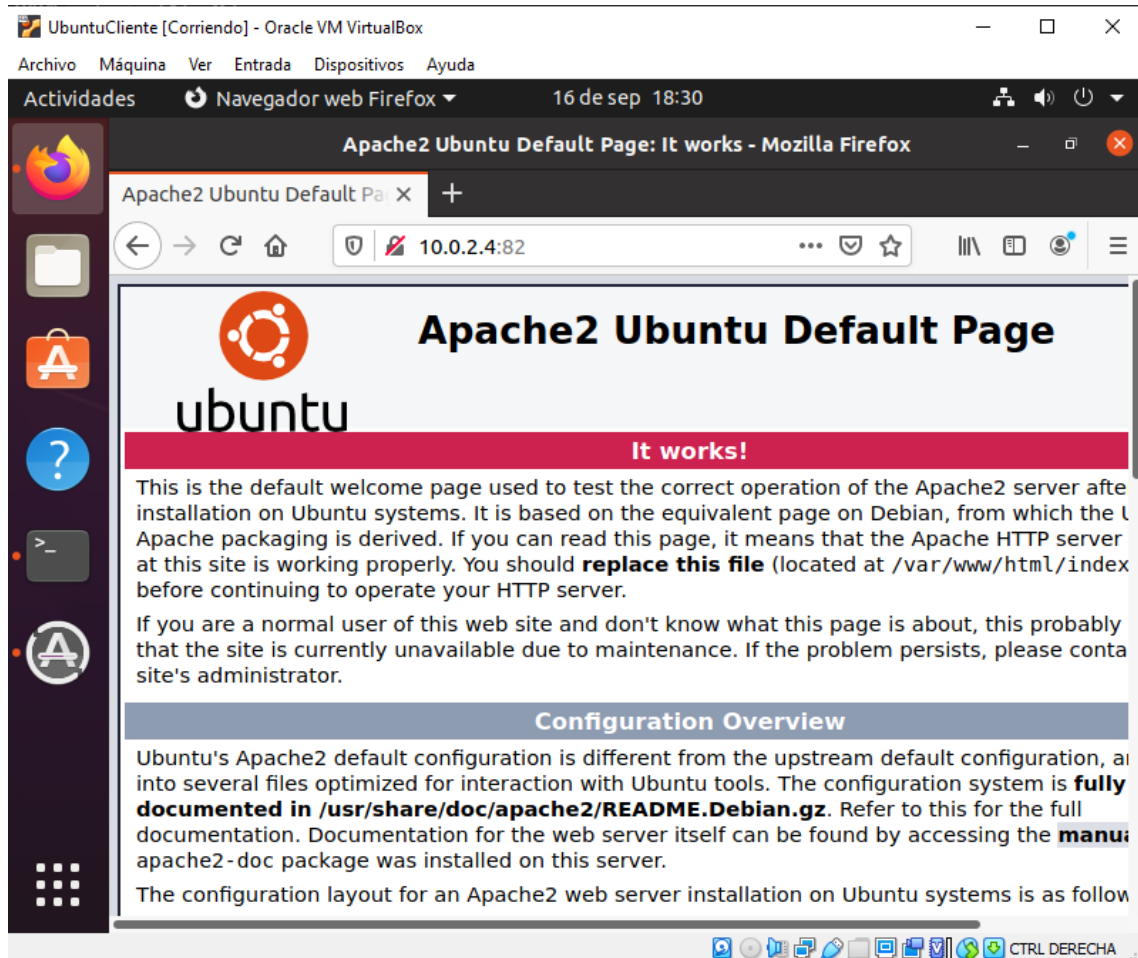 UbuntuCliente [Corriendo] - Oracle VM VirtualBox
Archivo Máquina Ver Entrada Dispositivos Ayuda
Actividades Navegador web Firefox 16 de sep 18:30
Apache2 Ubuntu Default Page: It works - Mozilla Firefox
Apache2 Ubuntu Default Pa
10.0.2.4:82
ubuntu
Apache2 Ubuntu Default Page
It works!
This is the default welcome page used to test the correct operation of the Apache2 server afte
installation on Ubuntu systems. It is based on the equivalent page on Debian, from which the U
Apache packaging is derived. If you can read this page, it means that the Apache HTTP server
at this site is working properly. You should replace this file (located at /var/www/html/index
before continuing to operate your HTTP server.
If you are a normal user of this web site and don't know what this page is about, this probably
that the site is currently unavailable due to maintenance. If the problem persists, please conta
site's administrator.
Configuration Overview
Ubuntu's Apache2 default configuration is different from the upstream default configuration, a
into several files optimized for interaction with Ubuntu tools. The configuration system is fully
documented in /usr/share/doc/apache2/README.Debian.gz. Refer to this for the full
documentation. Documentation for the web server itself can be found by accessing the manua
apache2-doc package was installed on this server.
The configuration layout for an Apache2 web server installation on Ubuntu systems is as follow
CTRL DERECHA